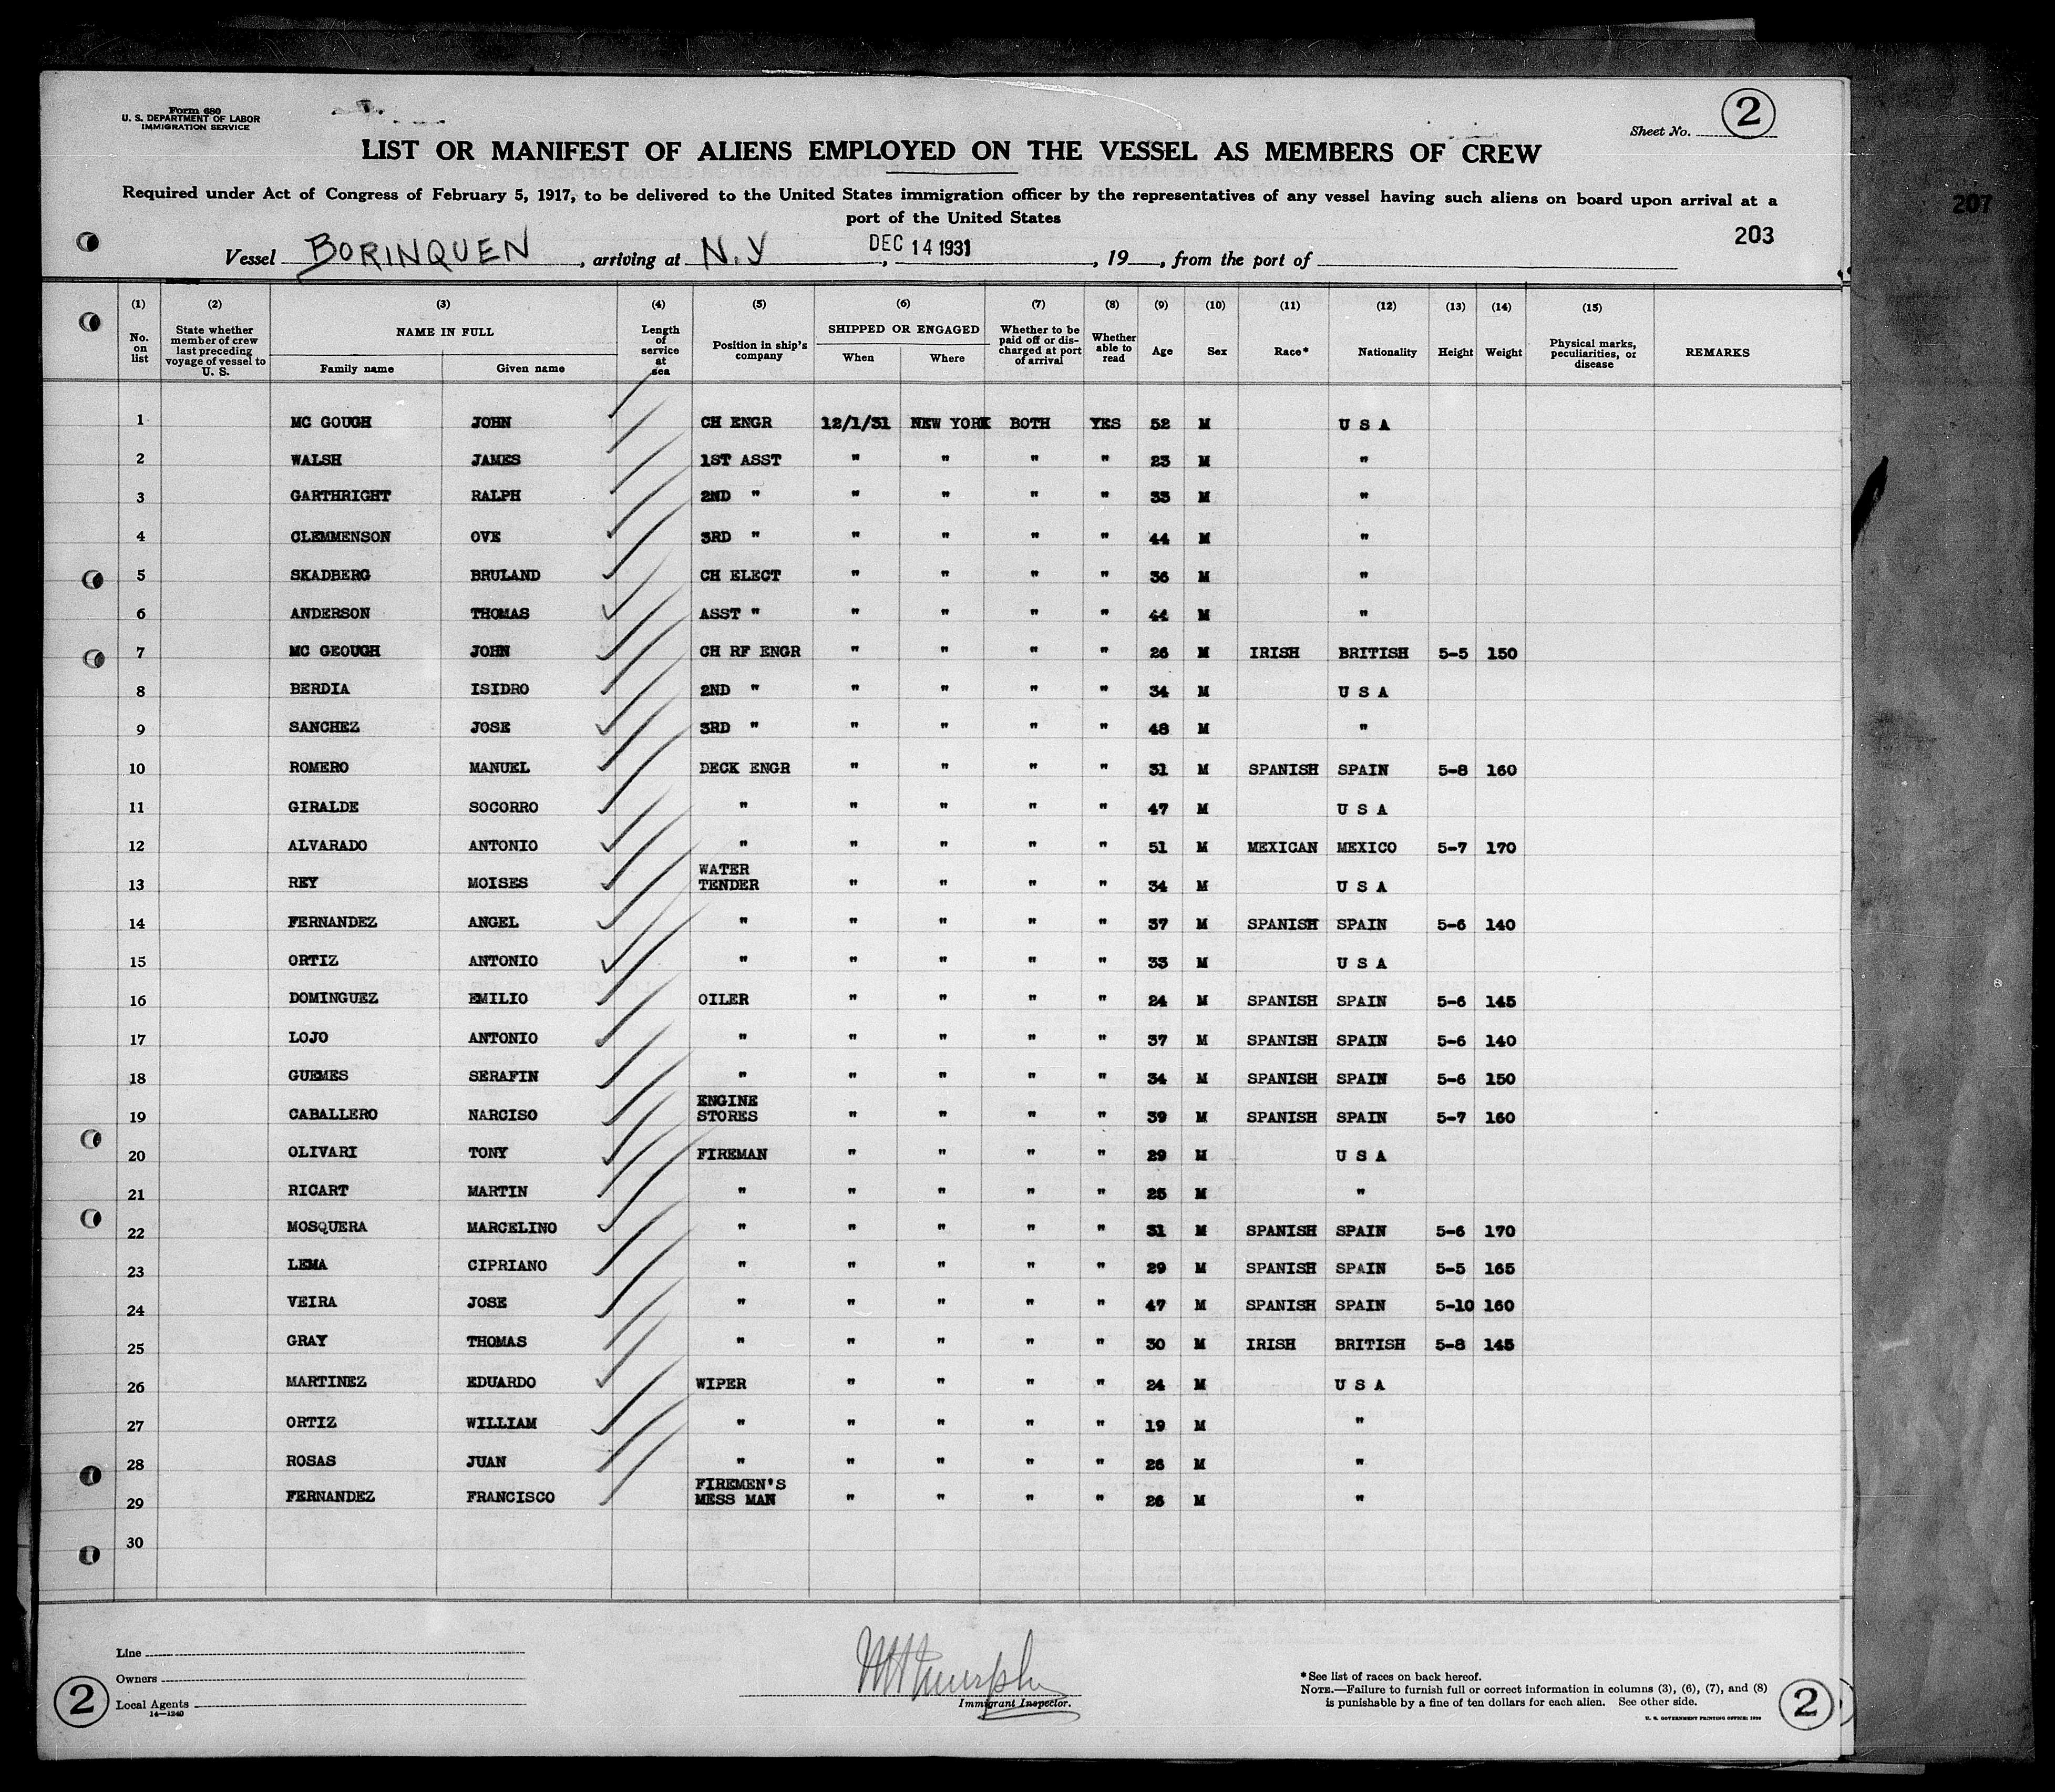 Form 680
U. S. DEPARTMENT OF LABOR
IMMIGRATION SERVICE
Sheet No. 2
LIST OR MANIFEST OF ALIENS EMPLOYED ON THE VESSEL AS MEMBERS OF CREW
Required under Act of Congress of February 5, 1917, to be delivered to the United States immigration officer by the representatives of any vessel having such aliens on board upon arrival at a
port of the United States
207
203
Vessel BORINQUEN, arriving at N.Y, DEC 14 1931, 19, from the port of
(1) (2) (3) (4) (5) (6) (7) (8) (9) (10) (11) (12) (13) (14) (15)
No. on list State whether member of crew last preceding voyage of vessel to U. S. NAME IN FULL Family name Given name Length of service at sea Position in ship's company SHIPPED OR ENGAGED When Where Whether to be paid off or discharged at port of arrival Whether able to read Age Sex Race* Nationality Height Weight Physical marks, peculiarities, or disease REMARKS
1 MC GOUGH JOHN CH ENGR 12/1/31 NEW YORK BOTH YES 52 M U S A
2 WALSH JAMES 1ST ASST " " " " 23 M "
3 GARTHRIGHT RALPH 2ND " " " " " 33 M "
4 CLEMMENSON OVE 3RD " " " " " 44 M "
5 SKADBERG BRULAND CH ELECT " " " " 36 M "
6 ANDERSON THOMAS ASST " " " " " 44 M "
7 MC GEOUGH JOHN CH RF ENGR " " " " 26 M IRISH BRITISH 5-5 150
8 BERDIA ISIDRO 2ND " " " " " 34 M U S A
9 SANCHEZ JOSE 3RD " " " " " 48 M "
10 ROMERO MANUEL DECK ENGR " " " " 31 M SPANISH SPAIN 5-8 160
11 GIRALDE SOCORRO " " " " " 47 M U S A
12 ALVARADO ANTONIO " " " " " 51 M MEXICAN MEXICO 5-7 170
13 REY MOISES WATER TENDER " " " " 34 M U S A
14 FERNANDEZ ANGEL " " " " " 37 M SPANISH SPAIN 5-6 140
15 ORTIZ ANTONIO " " " " " 33 M U S A
16 DOMINGUEZ EMILIO OILER " " " " 24 M SPANISH SPAIN 5-6 145
17 LOJO ANTONIO " " " " " 37 M SPANISH SPAIN 5-6 140
18 GUEMES SERAFIN " " " " " 34 M SPANISH SPAIN 5-6 150
19 CABALLERO NARCISO ENGINE STORES " " " " 39 M SPANISH SPAIN 5-7 160
20 OLIVARI TONY FIREMAN " " " " 29 M U S A
21 RICART MARTIN " " " " " 25 M "
22 MOSQUERA MARCELINO " " " " " 31 M SPANISH SPAIN 5-6 170
23 LEMA CIPRIANO " " " " " 29 M SPANISH SPAIN 5-5 165
24 VEIRA JOSE " " " " " 47 M SPANISH SPAIN 5-10 160
25 GRAY THOMAS " " " " " 30 M IRISH BRITISH 5-8 145
26 MARTINEZ EDUARDO WIPER " " " " 24 M U S A
27 ORTIZ WILLIAM " " " " " 19 M "
28 ROSAS JUAN " " " " " 26 M "
29 FERNANDEZ FRANCISCO FIREMEN'S MESS MAN " " " " 26 M "
30
Line
Owners
Local Agents
14—1240
2
Immigrant Inspector.
*See list of races on back hereof.
NOTE.—Failure to furnish full or correct information in columns (3), (6), (7), and (8)
is punishable by a fine of ten dollars for each alien. See other side.
U. S. GOVERNMENT PRINTING OFFICE:
2